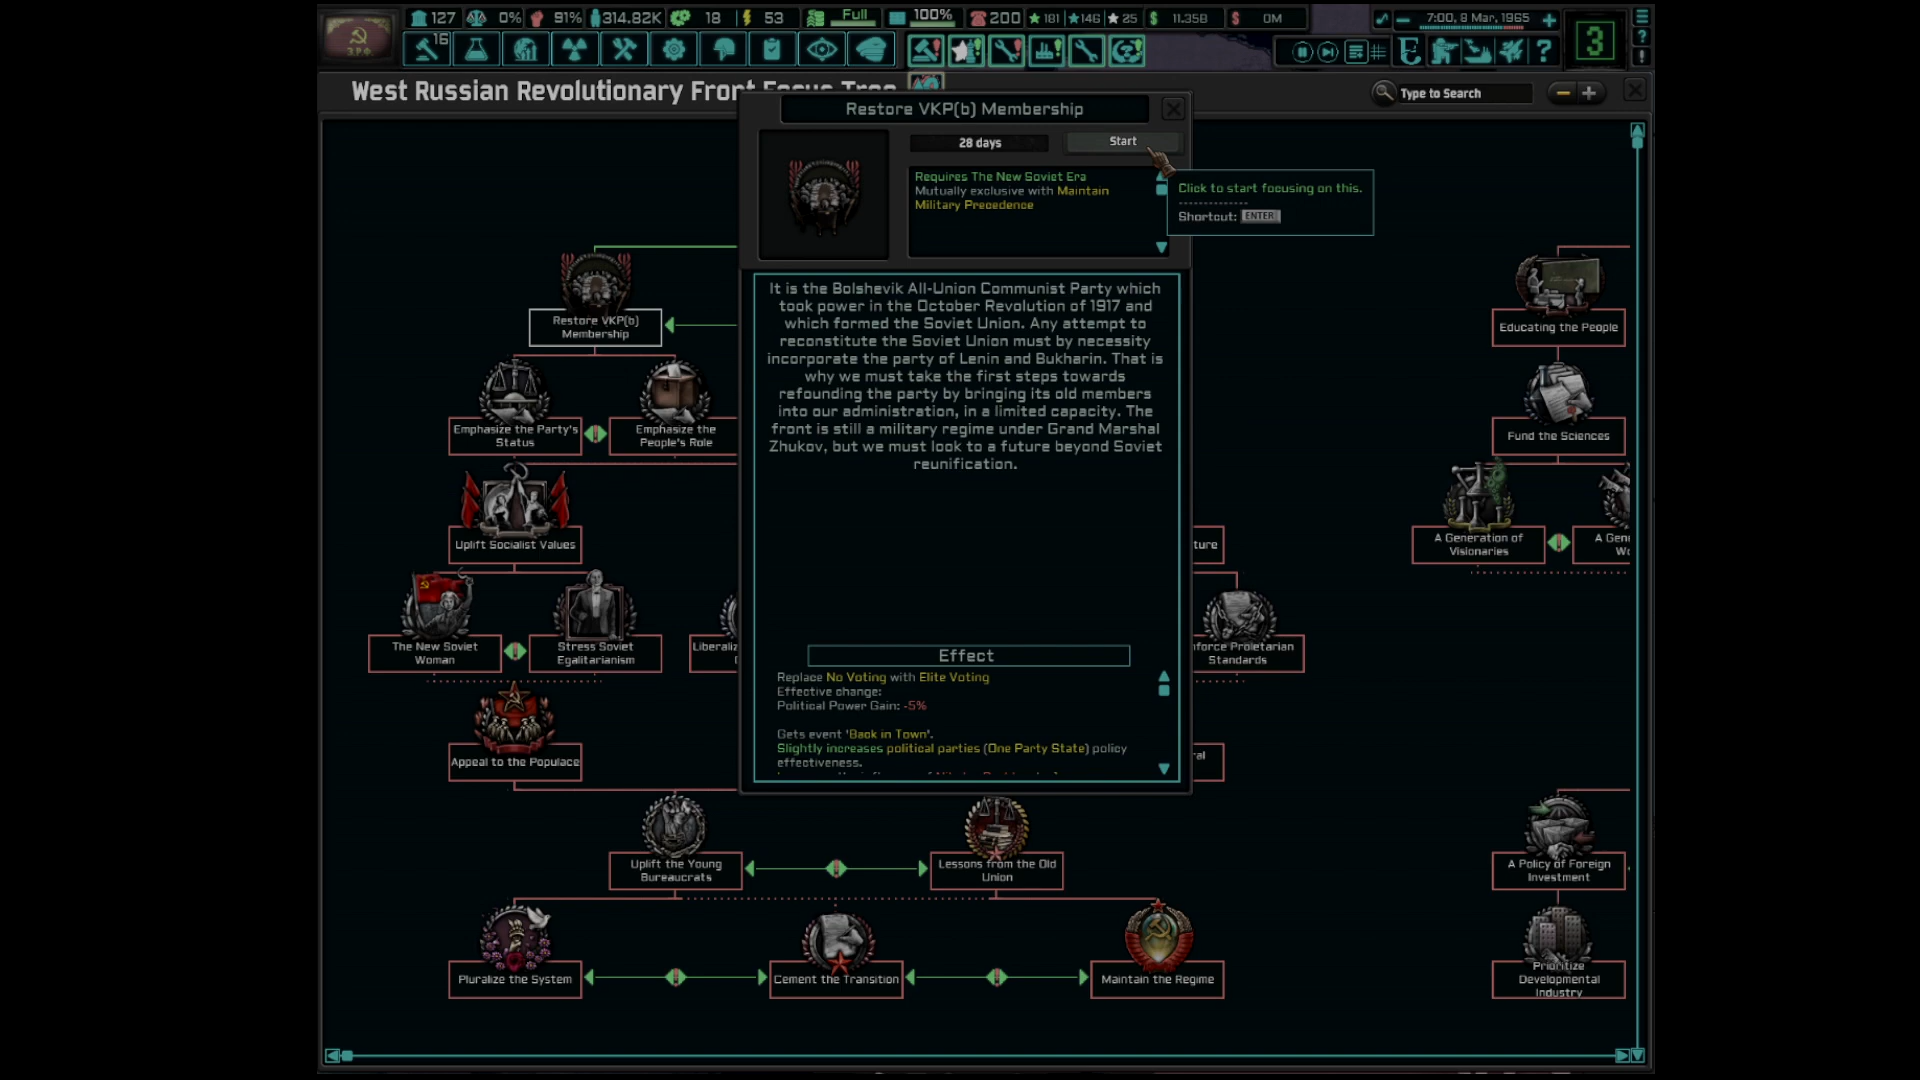 127
0%
91%
314.82K
18
53
Full
100%
200
181
146
25
$ 11.35B
$ 0M
7:00, 8 Mar, 1965
3
16
З.Р.Ф.
West Russian Revolutionary Front Focus Tree
Type to Search
Restore VKP(b) Membership
28 days
Start
Requires The New Soviet Era
Mutually exclusive with Maintain
Military Precedence
Click to start focusing on this.
--------------
Shortcut: ENTER
It is the Bolshevik All-Union Communist Party which
took power in the October Revolution of 1917 and
which formed the Soviet Union. Any attempt to
reconstitute the Soviet Union must by necessity
incorporate the party of Lenin and Bukharin. That is
why we must take the first steps towards
refounding the party by bringing its old members
into our administration, in a limited capacity. The
front is still a military regime under Grand Marshal
Zhukov, but we must look to a future beyond Soviet
reunification.
Effect
Replace No Voting with Elite Voting
Effective change:
Political Power Gain: -5%
Gets event 'Back in Town'.
Slightly increases political parties (One Party State) policy
effectiveness.
Restore VKP(b)
Membership
Emphasize the Party's
Status
Emphasize the
People's Role
Uplift Socialist Values
The New Soviet
Woman
Stress Soviet
Egalitarianism
Liberaliz
Appeal to the Populace
Uplift the Young
Bureaucrats
Lessons from the Old
Union
Pluralize the System
Cement the Transition
Maintain the Regime
ture
nforce Proletarian
Standards
al
Educating the People
Fund the Sciences
A Generation of
Visionaries
A Gen
Wo
A Policy of Foreign
Investment
Prioritize
Developmental
Industry